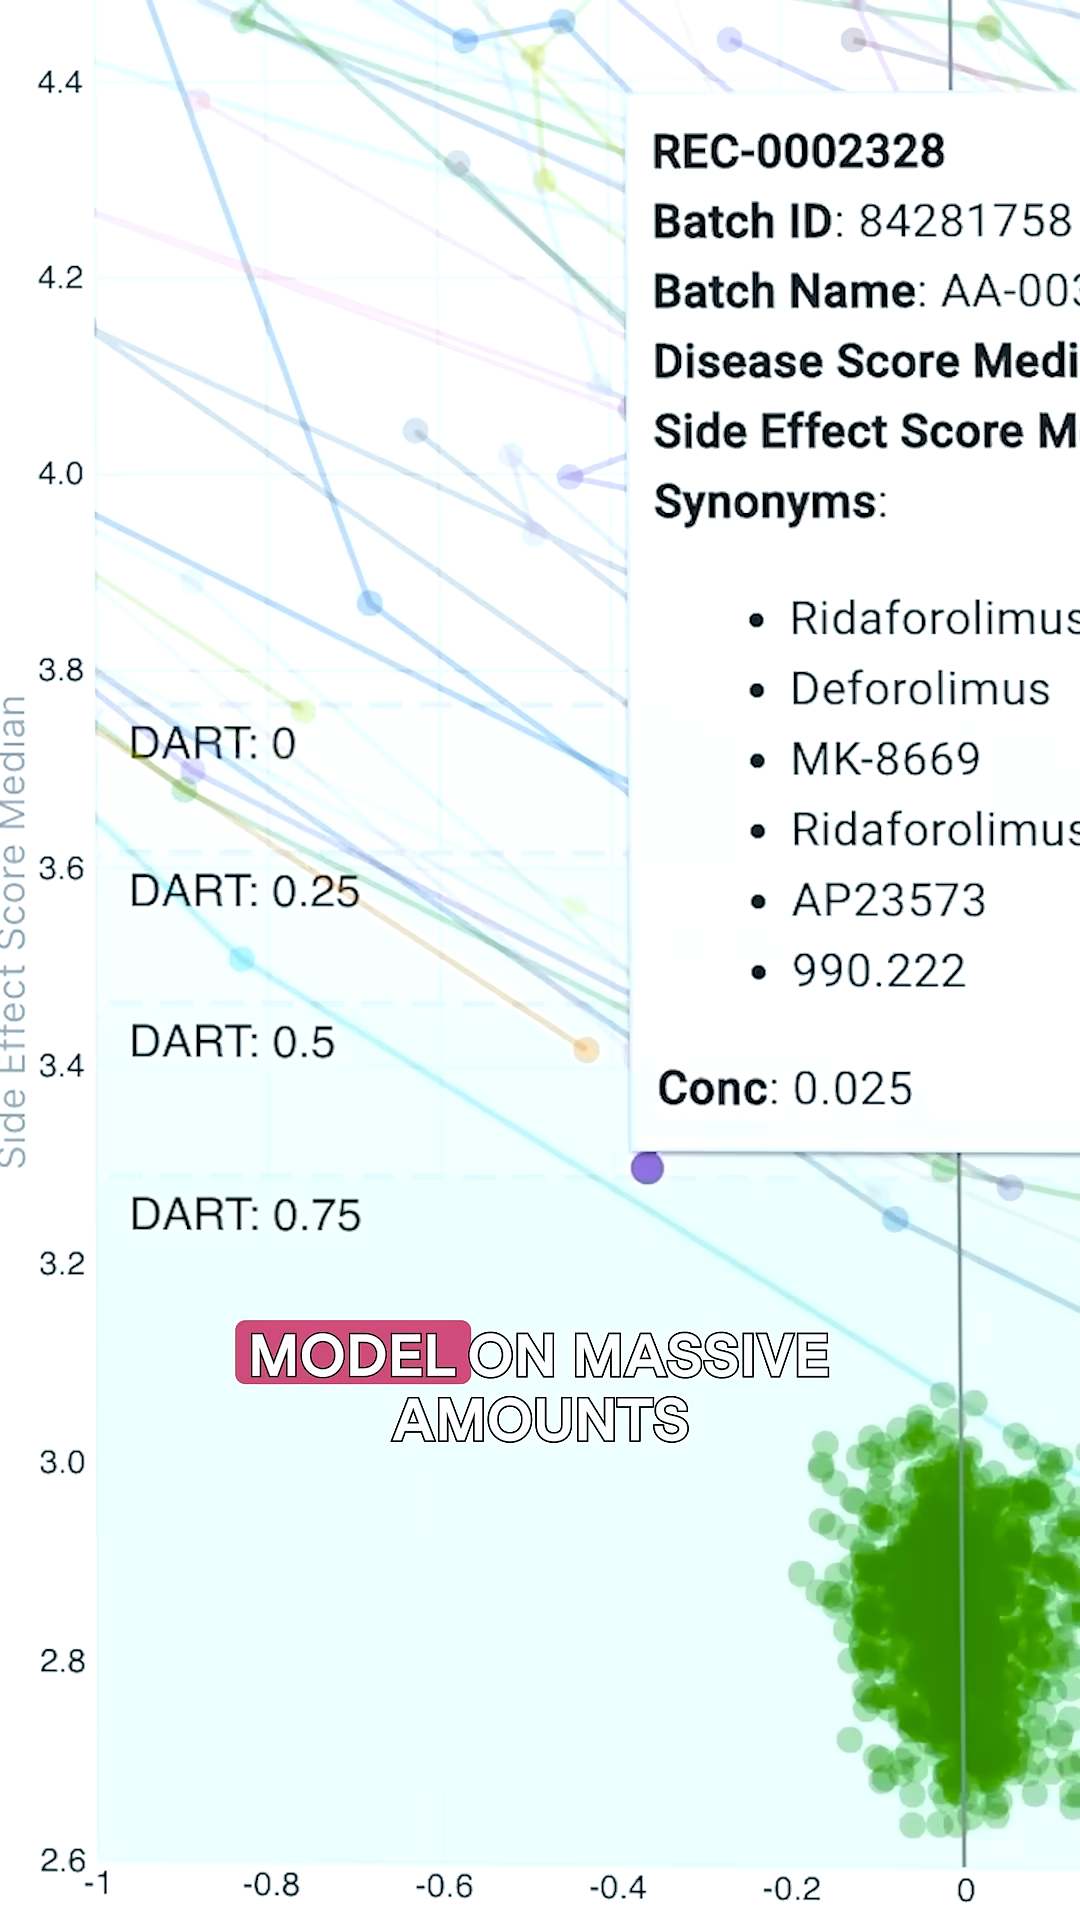 4.4
4.2
4.0
3.8
3.6
3.4
3.2
3.0
2.8
2.6
Side Effect Score Median
-1
-0.8
-0.6
-0.4
-0.2
0
DART: 0
DART: 0.25
DART: 0.5
DART: 0.75
REC-0002328
Batch ID: 84281758
Batch Name: AA-003
Disease Score Medi
Side Effect Score M
Synonyms:
• Ridaforolimus
• Deforolimus
• MK-8669
• Ridaforolimus
• AP23573
• 990.222
Conc: 0.025
MODEL ON MASSIVE
AMOUNTS